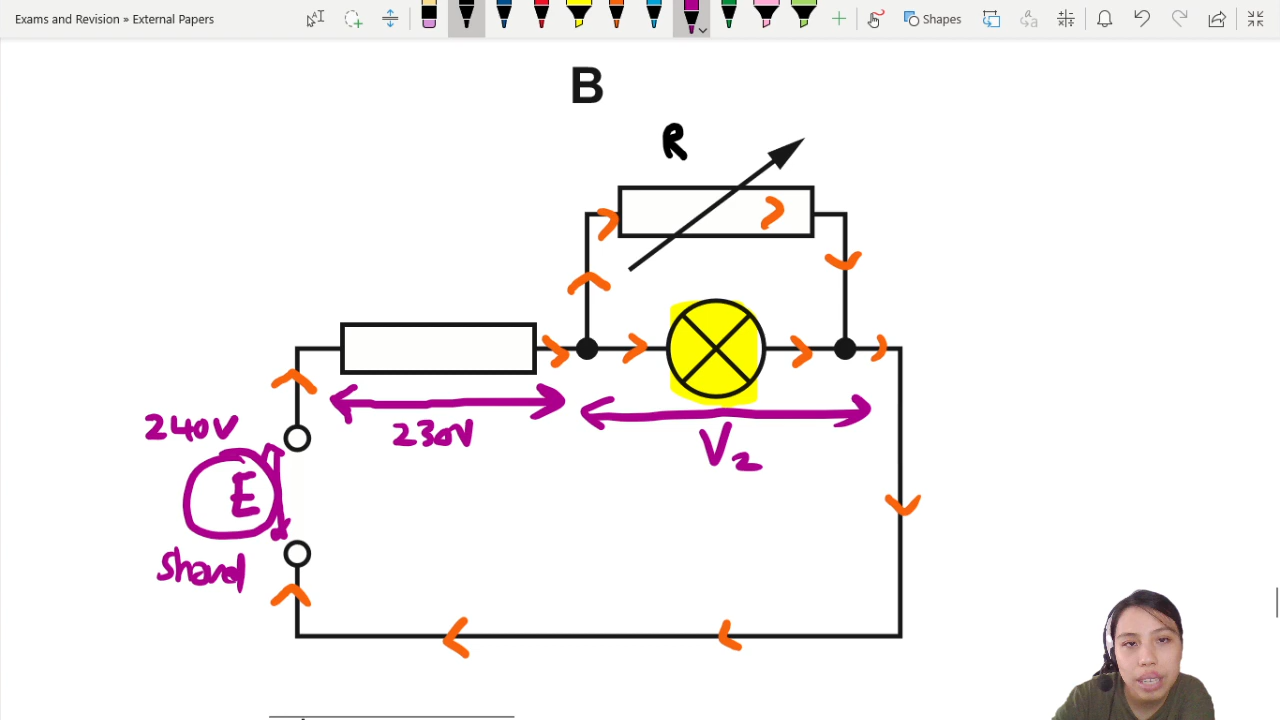 Exams and Revision » External Papers
Shapes
B
R
240V
230V
V2
E
Shared